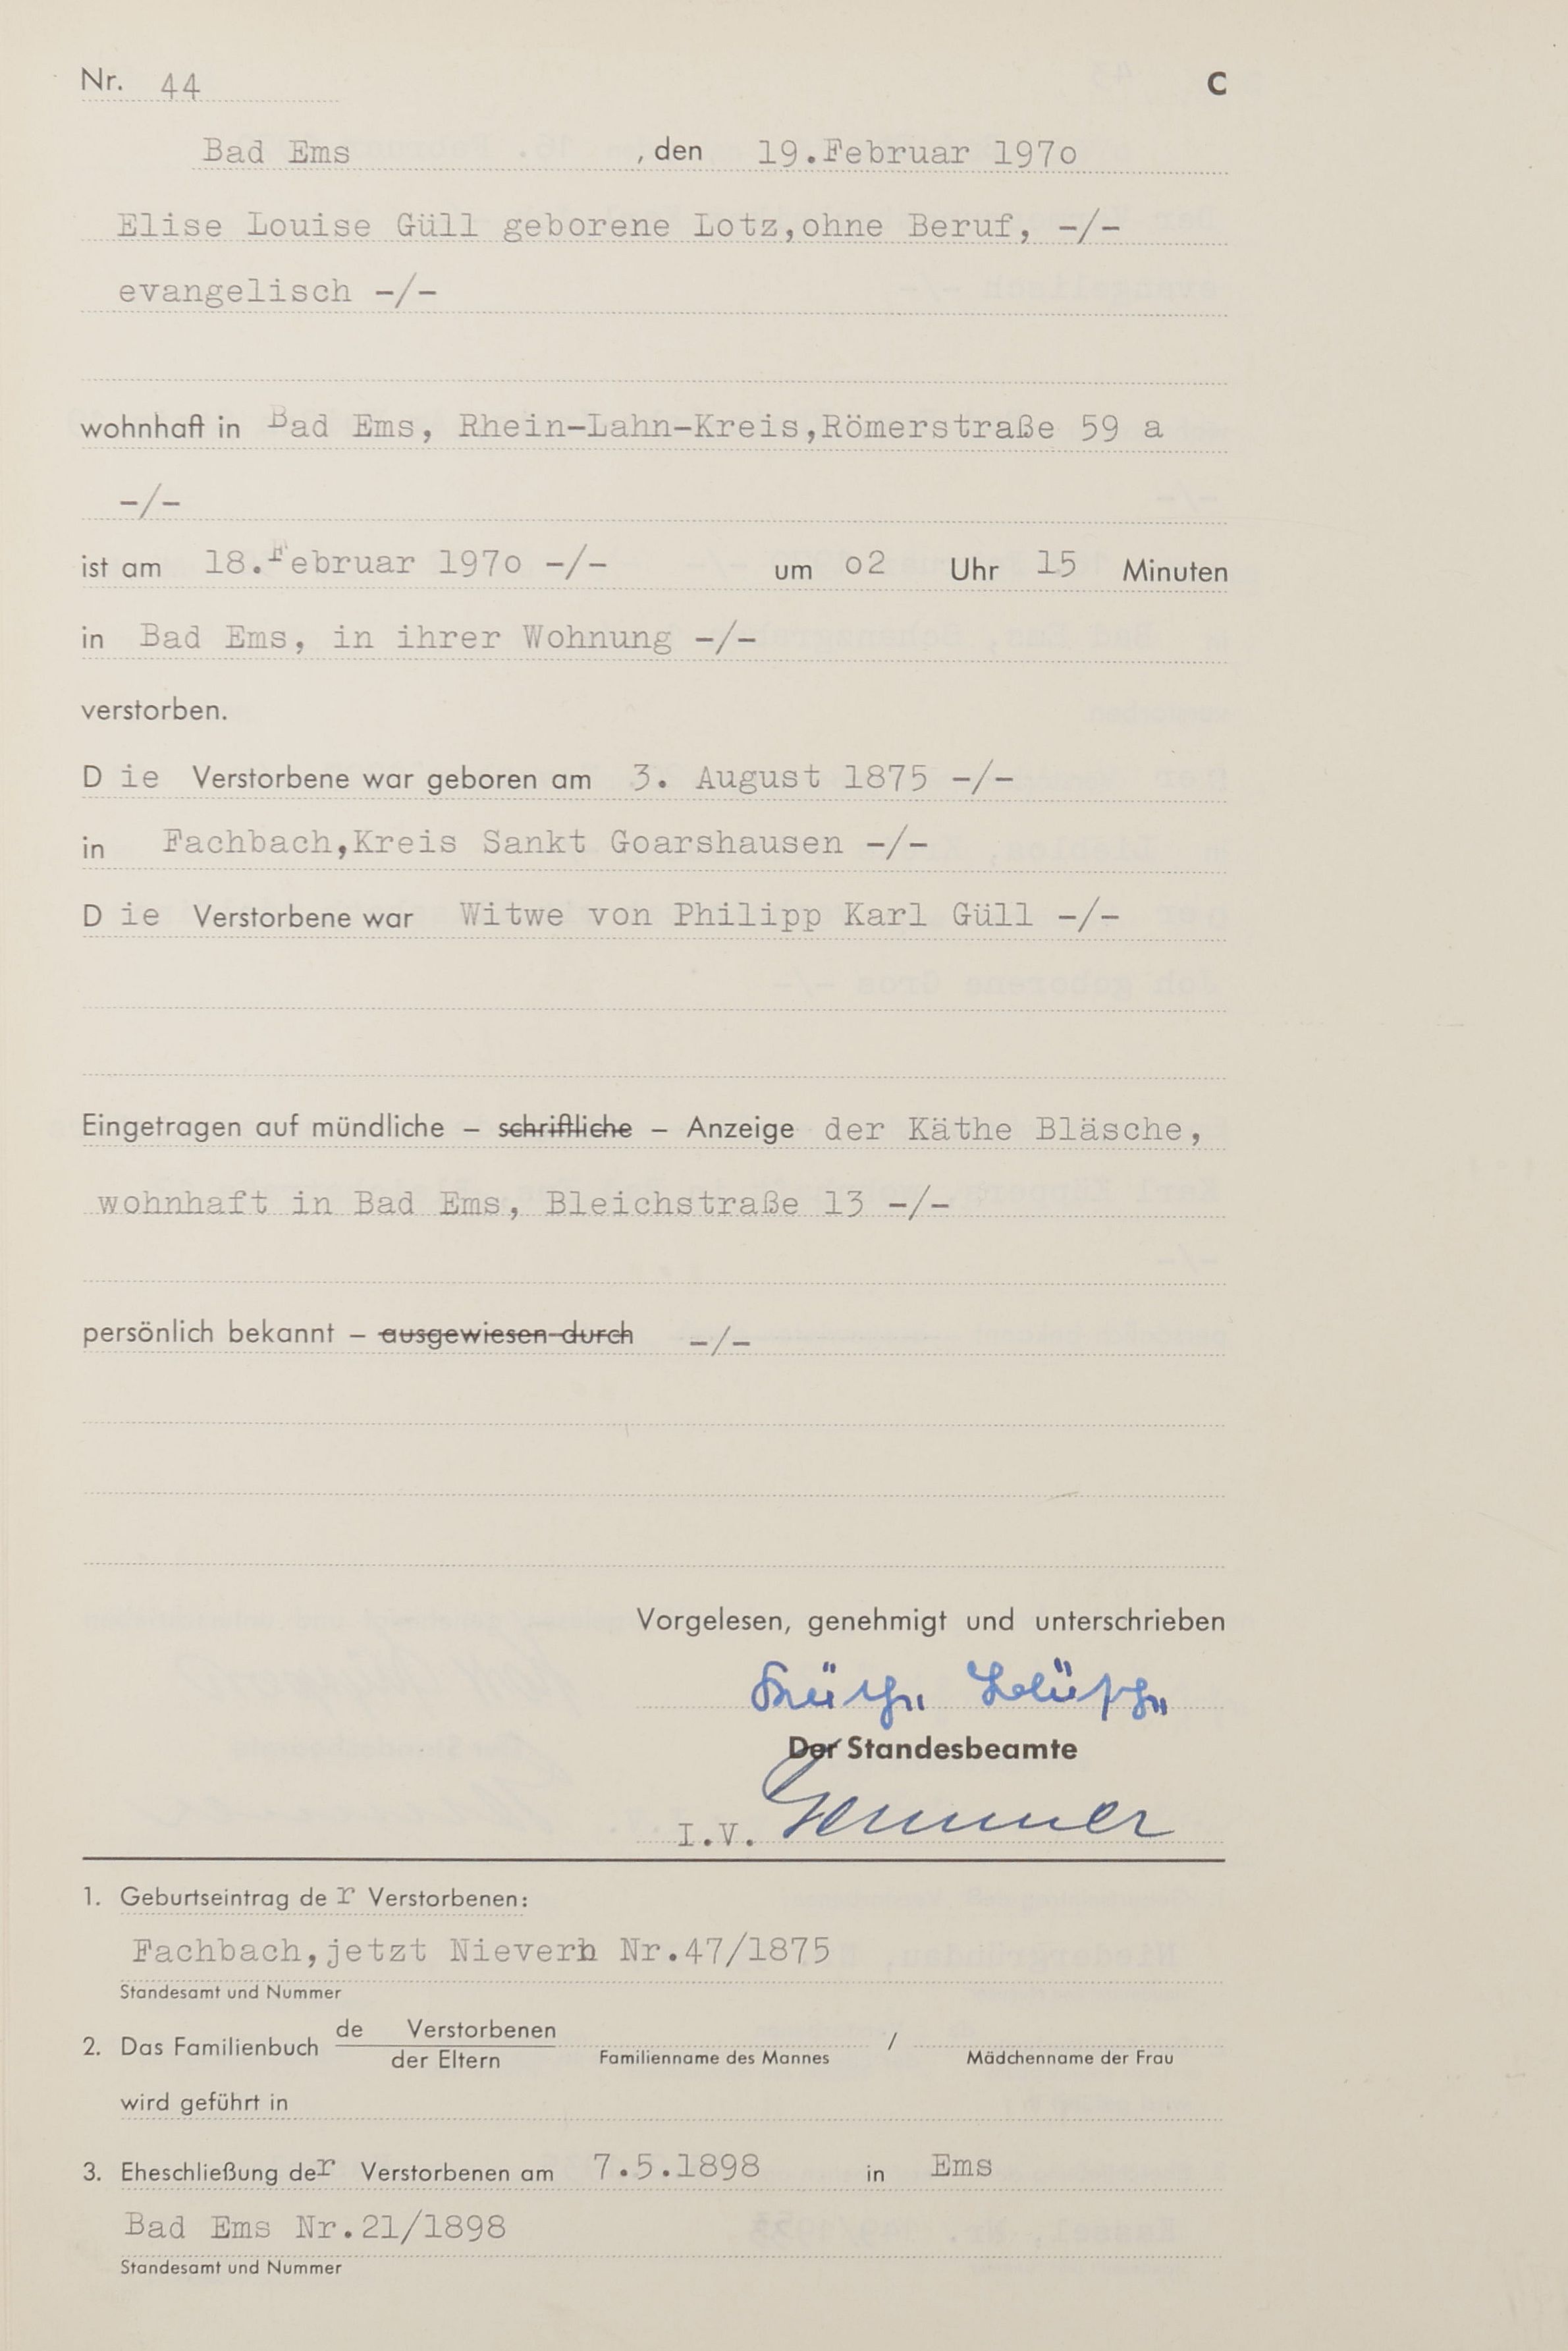 Nr. 44 C
Bad Ems , den 19.Februar 197o
Elise Louise Güll geborene Lotz,ohne Beruf, -/-
evangelisch -/-
wohnhaft in Bad Ems, Rhein-Lahn-Kreis,Römerstraße 59 a
-/-
ist am 18.Februar 197o -/- um o2 Uhr 15 Minuten
in Bad Ems, in ihrer Wohnung -/-
verstorben.
D ie Verstorbene war geboren am 3. August 1875 -/-
in Fachbach,Kreis Sankt Goarshausen -/-
D ie Verstorbene war Witwe von Philipp Karl Güll -/-
Eingetragen auf mündliche – schriftliche – Anzeige der Käthe Bläsche,
wohnhaft in Bad Ems, Bleichstraße 13 -/-
persönlich bekannt – ausgewiesen durch -/-
Vorgelesen, genehmigt und unterschrieben
Käthe Bläsche
Der Standesbeamte
I.V.
1. Geburtseintrag de r Verstorbenen:
Fachbach,jetzt Nievern Nr.47/1875
Standesamt und Nummer
2. Das Familienbuch de Verstorbenen /
der Eltern Familienname des Mannes Mädchenname der Frau
wird geführt in
3. Eheschließung der Verstorbenen am 7.5.1898 in Ems
Bad Ems Nr.21/1898
Standesamt und Nummer